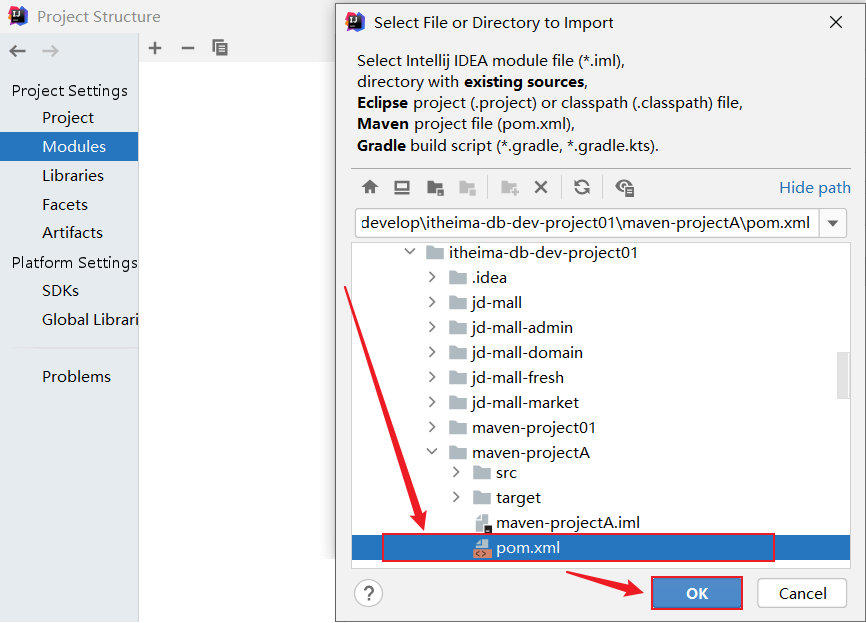 Project Structure
Project Settings
Project
Modules
Libraries
Facets
Artifacts
Platform Settings
SDKs
Global Librari
Problems
Select File or Directory to Import
Select Intellij IDEA module file (*.iml),
directory with existing sources,
Eclipse project (.project) or classpath (.classpath) file,
Maven project file (pom.xml),
Gradle build script (*.gradle, *.gradle.kts).
Hide path
develop\itheima-db-dev-project01\maven-projectA\pom.xml
itheima-db-dev-project01
.idea
jd-mall
jd-mall-admin
jd-mall-domain
jd-mall-fresh
jd-mall-market
maven-project01
maven-projectA
src
target
maven-projectA.iml
pom.xml
?
OK
Cancel